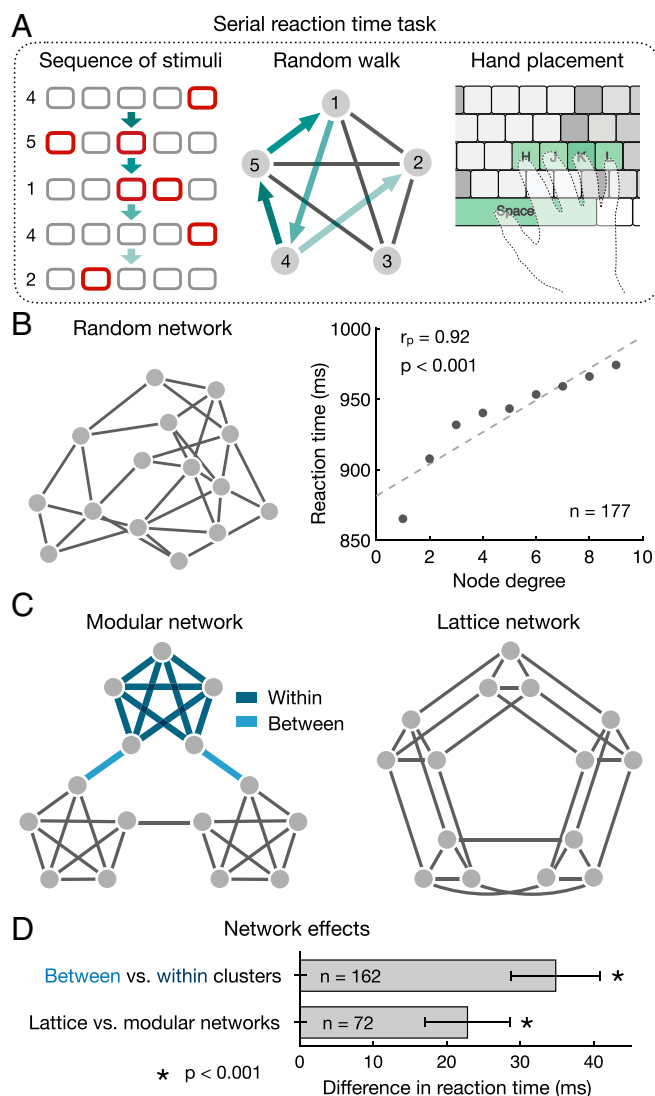 A
Serial reaction time task
Sequence of stimuli
4
5
1
4
2
Random walk
1
2
3
4
5
Hand placement
H J K L
Space
B
Random network
Reaction time (ms)
1000
950
900
850
rp = 0.92
p < 0.001
n = 177
0 2 4 6 8 10
Node degree
C
Modular network
Within
Between
Lattice network
D
Network effects
Between vs. within clusters
n = 162
*
Lattice vs. modular networks
n = 72
*
* p < 0.001
0 10 20 30 40
Difference in reaction time (ms)